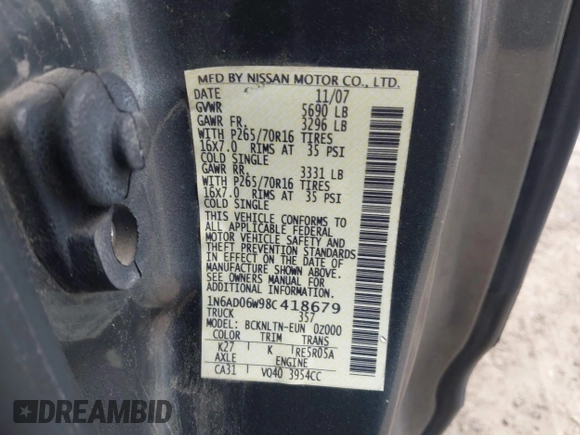 MFD BY NISSAN MOTOR CO., LTD.
DATE 11/07
GVWR 5690 LB
GAWR FR. 3296 LB
WITH P265/70R16 TIRES
16X7.0 RIMS AT 35 PSI
COLD SINGLE
GAWR RR. 3331 LB
WITH P265/70R16 TIRES
16X7.0 RIMS AT 35 PSI
COLD SINGLE
THIS VEHICLE CONFORMS TO
ALL APPLICABLE FEDERAL
MOTOR VEHICLE SAFETY AND
THEFT PREVENTION STANDARDS
IN EFFECT ON THE DATE OF
MANUFACTURE SHOWN ABOVE.
SEE OWNERS MANUAL FOR
ADDITIONAL INFORMATION.
1N6AD06W98C418679
TRUCK 357
MODEL: BCKNLTN-EUN 0Z000
COLOR TRIM TRANS
K27 K RE5R05A
AXLE ENGINE
CA31 VQ40 3954CC
DREAMBID